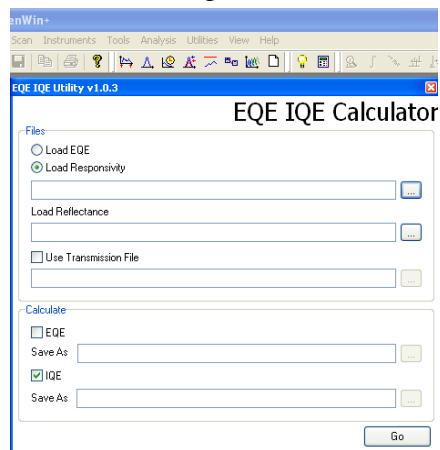 enWin+
Scan Instruments Tools Analysis Utilities View Help
EQE IQE Utility v1.0.3
EQE IQE Calculator
Files
Load EQE
Load Responsivity
...
Load Reflectance
...
Use Transmission File
...
Calculate
EQE
Save As ...
IQE
Save As ...
Go